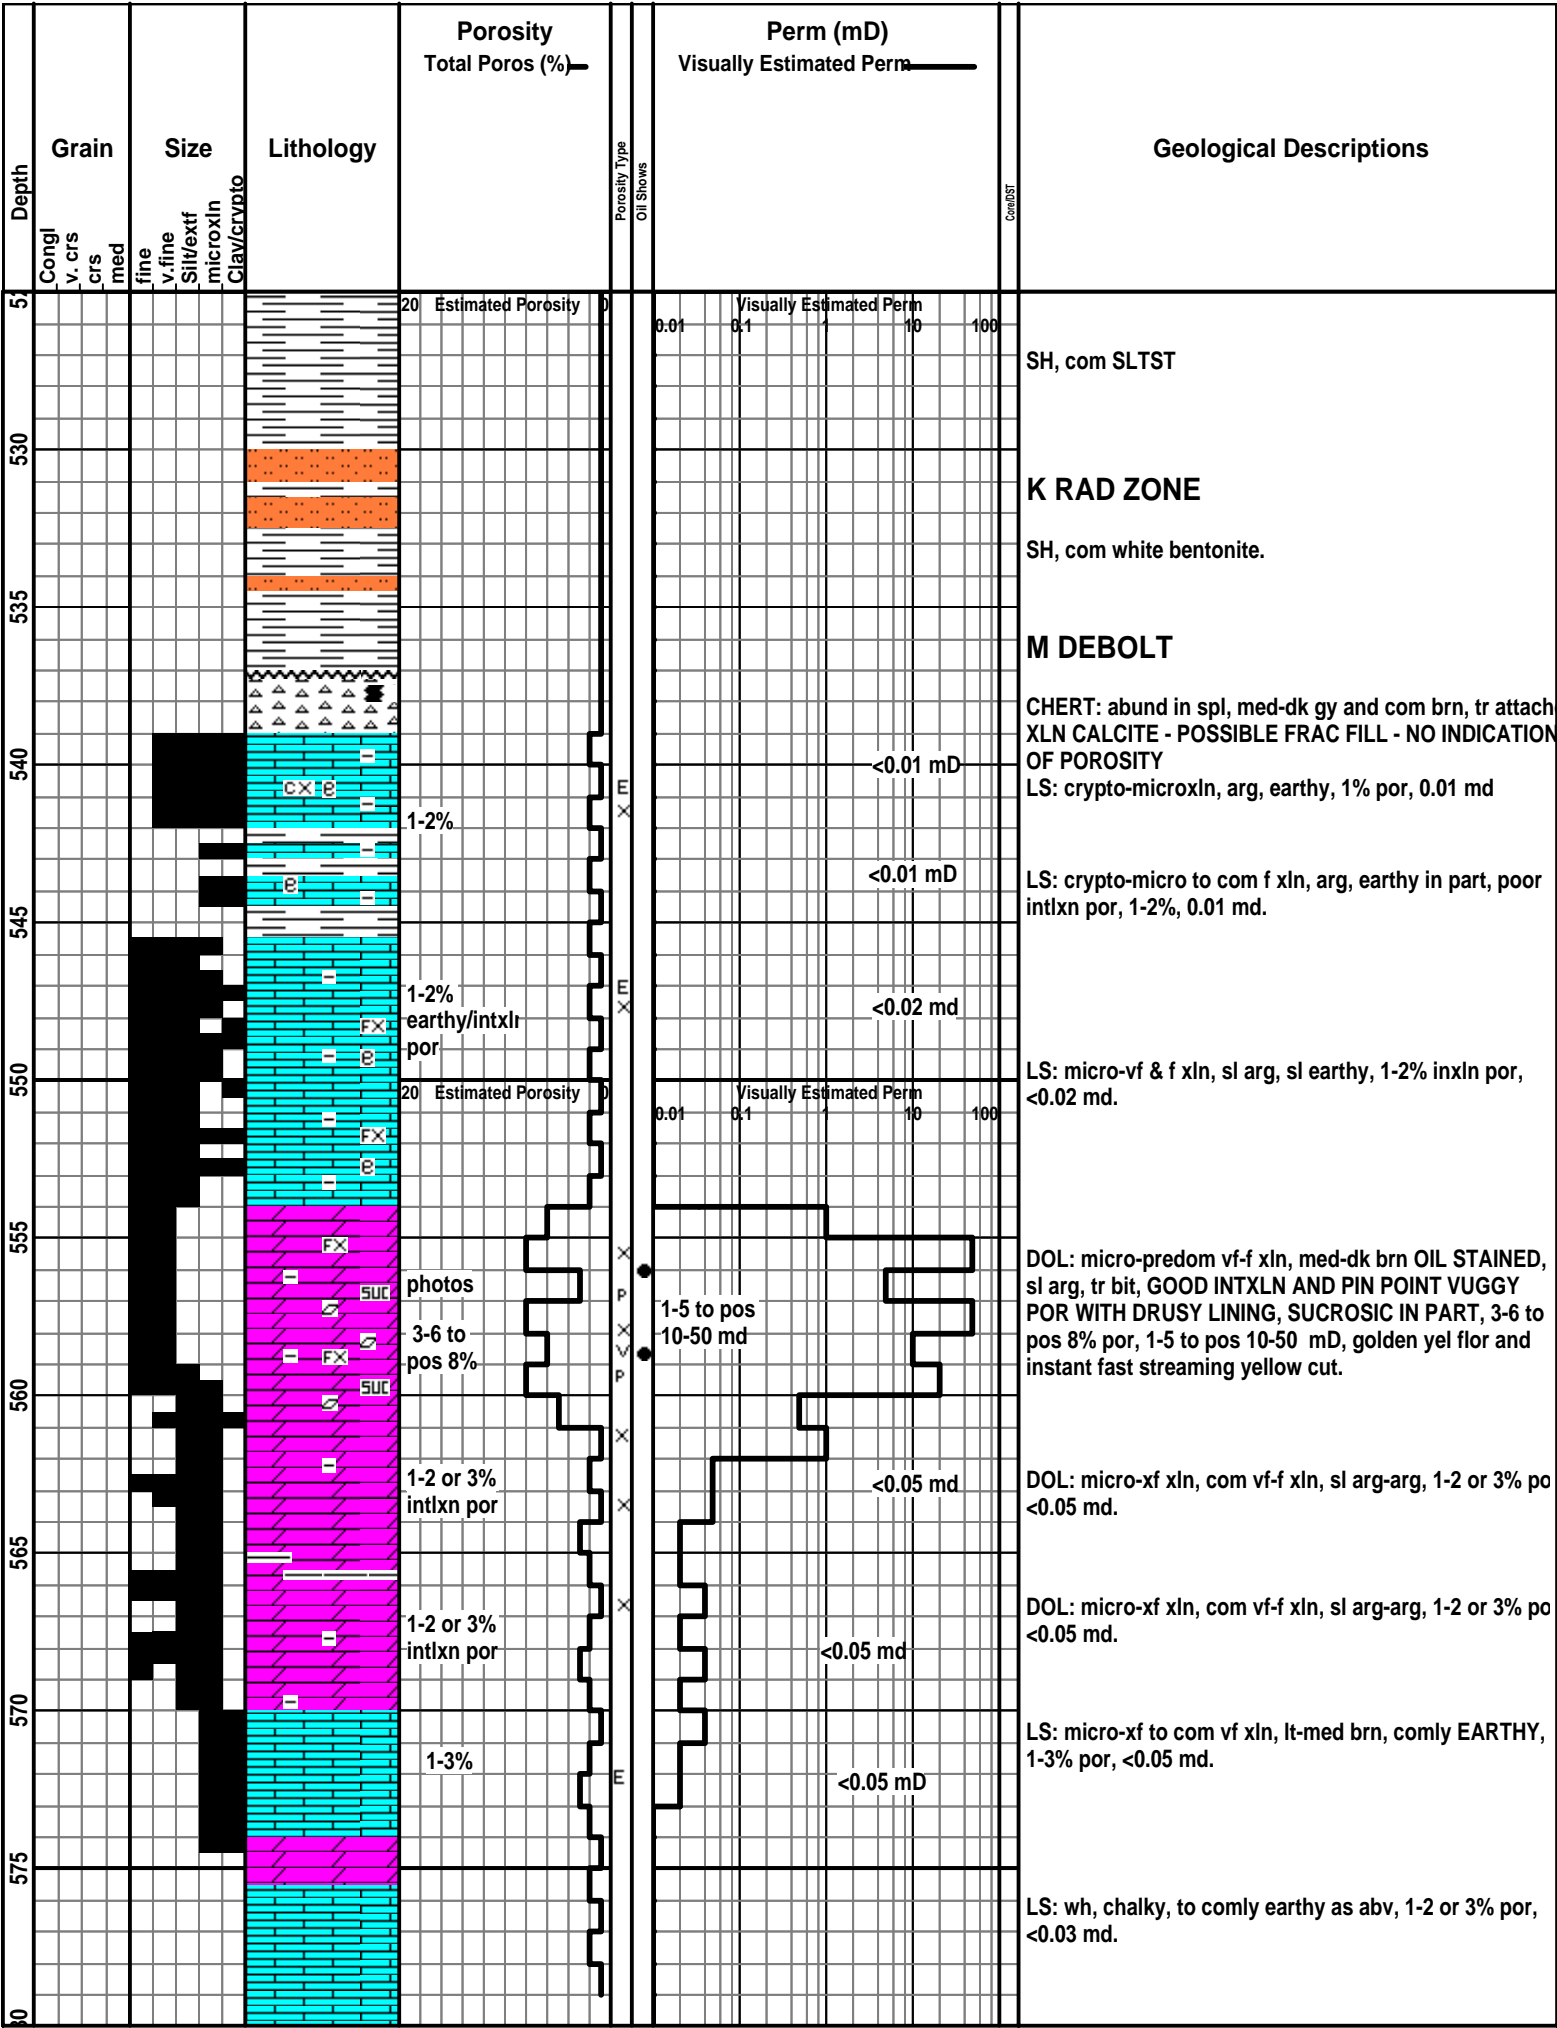 Porosity
Total Poros (%)
Perm (mD)
Visually Estimated Perm
Depth
Grain Size
Lithology
Porosity Type
Oil Shows
Core/DST
Geological Descriptions
Congl
v. crs
crs
med
fine
v.fine
Silt/extf
microxln
Clay/crypto
20 Estimated Porosity 0
Visually Estimated Perm
0.01 0.1 1 10 100
SH, com SLTST
530
K RAD ZONE
SH, com white bentonite.
535
M DEBOLT
CHERT: abund in spl, med-dk gy and com brn, tr attach
XLN CALCITE - POSSIBLE FRAC FILL - NO INDICATION
OF POROSITY
540
<0.01 mD
LS: crypto-microxln, arg, earthy, 1% por, 0.01 md
CX e
E
X
1-2%
<0.01 mD
e
LS: crypto-micro to com f xln, arg, earthy in part, poor
intlxn por, 1-2%, 0.01 md.
545
1-2%
earthy/intxln
por
E
X
<0.02 md
FX
e
LS: micro-vf & f xln, sl arg, sl earthy, 1-2% inxln por,
<0.02 md.
550
20 Estimated Porosity 0
Visually Estimated Perm
0.01 0.1 1 10 100
FX
e
555
FX
X
DOL: micro-predom vf-f xln, med-dk brn OIL STAINED,
sl arg, tr bit, GOOD INTXLN AND PIN POINT VUGGY
POR WITH DRUSY LINING, SUCROSIC IN PART, 3-6 to
pos 8% por, 1-5 to pos 10-50 mD, golden yel flor and
instant fast streaming yellow cut.
photos
SUC
P
1-5 to pos
10-50 md
3-6 to
pos 8%
X
V
FX
P
SUC
560
X
1-2 or 3%
intlxn por
<0.05 md
X
DOL: micro-xf xln, com vf-f xln, sl arg-arg, 1-2 or 3% po
<0.05 md.
565
X
DOL: micro-xf xln, com vf-f xln, sl arg-arg, 1-2 or 3% po
<0.05 md.
1-2 or 3%
intlxn por
<0.05 md
570
LS: micro-xf to com vf xln, lt-med brn, comly EARTHY,
1-3% por, <0.05 md.
1-3%
E
<0.05 mD
575
LS: wh, chalky, to comly earthy as abv, 1-2 or 3% por,
<0.03 md.